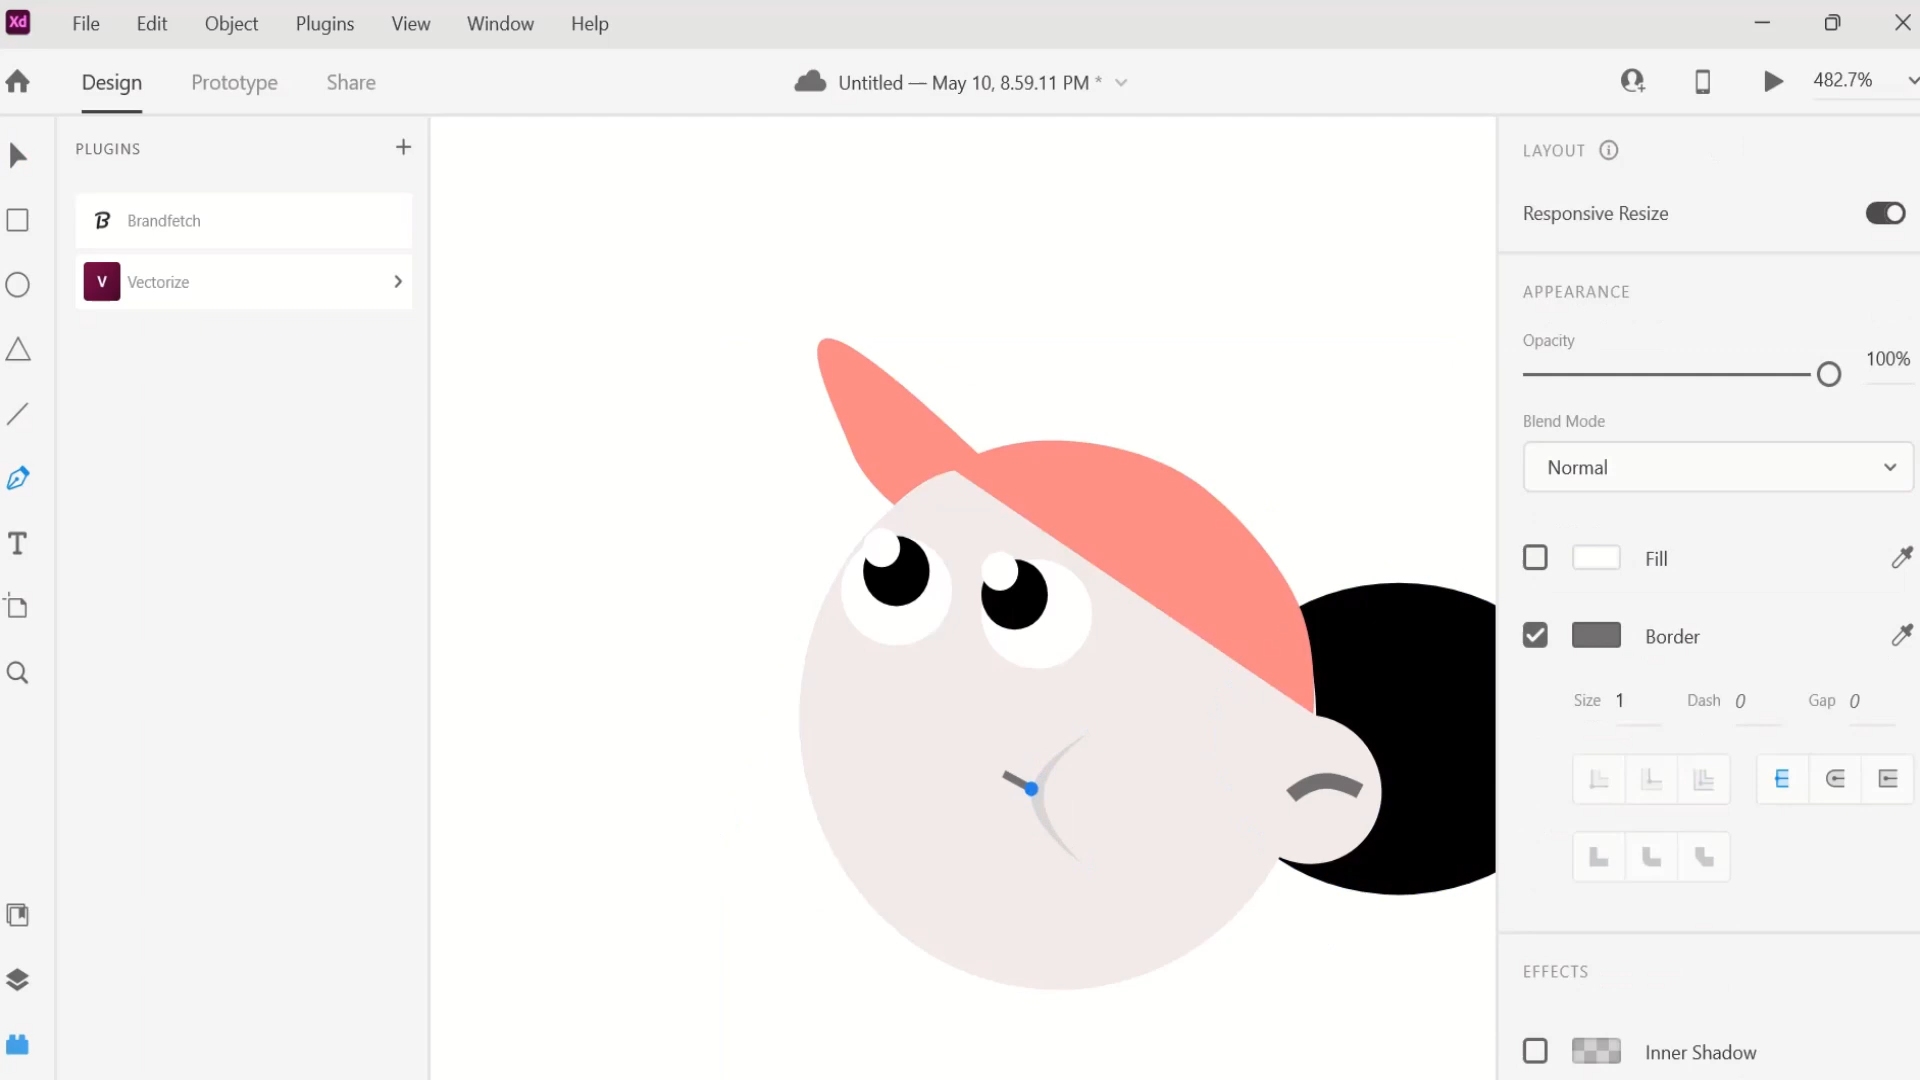 Xd File Edit Object Plugins View Window Help
Design Prototype Share Untitled — May 10, 8.59.11 PM * 482.7%
PLUGINS
Brandfetch
V Vectorize
LAYOUT
Responsive Resize
APPEARANCE
Opacity
100%
Blend Mode
Normal
Fill
Border
Size 1 Dash 0 Gap 0
EFFECTS
Inner Shadow